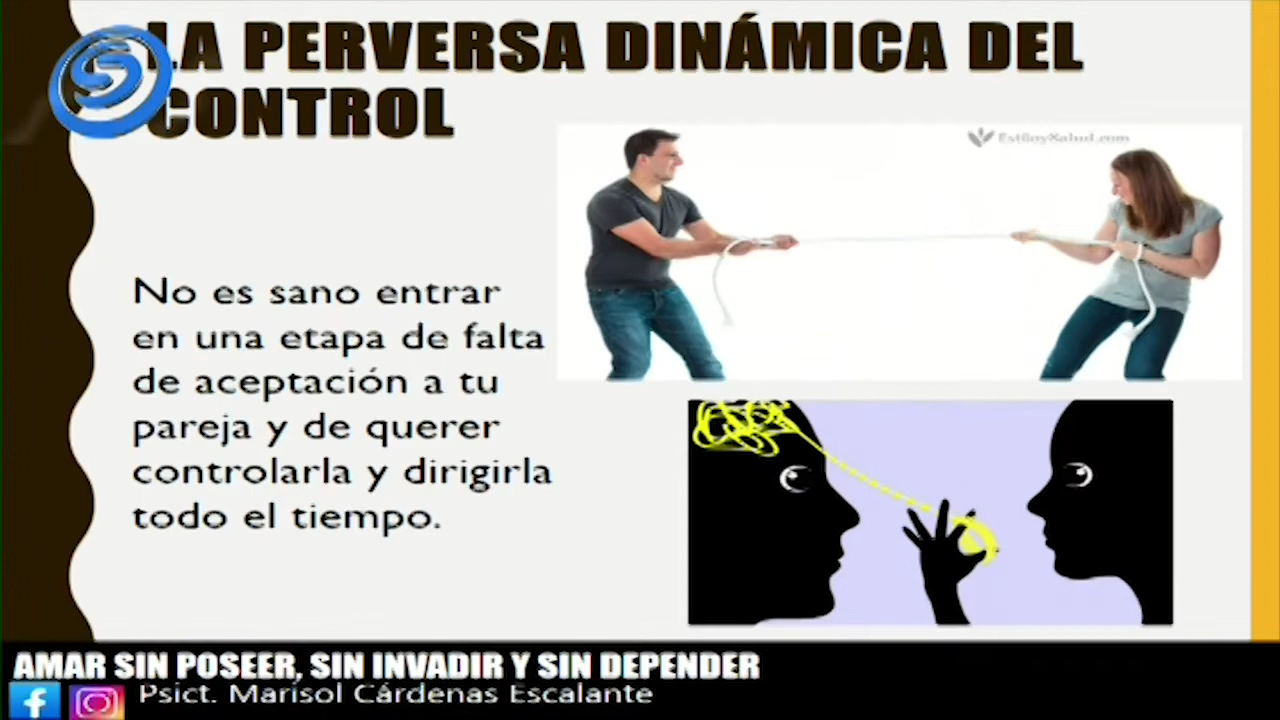 LA PERVERSA DINÁMICA DEL
CONTROL
EstiloySalud.com
No es sano entrar
en una etapa de falta
de aceptación a tu
pareja y de querer
controlarla y dirigirla
todo el tiempo.
AMAR SIN POSEER, SIN INVADIR Y SIN DEPENDER
Psict. Marisol Cárdenas Escalante